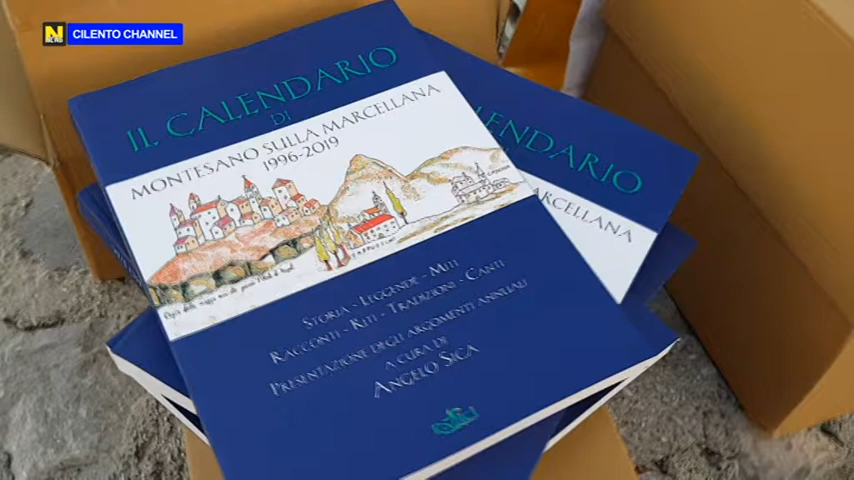 CILENTO CHANNEL
IL CALENDARIO
DI
MONTESANO SULLA MARCELLANA
1996-2019
CAPPUCCINI
STORIA - LEGGENDE - MITI
RACCONTI - RITI - TRADIZIONI - CANTI
PRESENTAZIONE DEGLI ARGOMENTI ANNUALI
A CURA DI
ANGELO SICA
LENDARIO
MARCELLANA